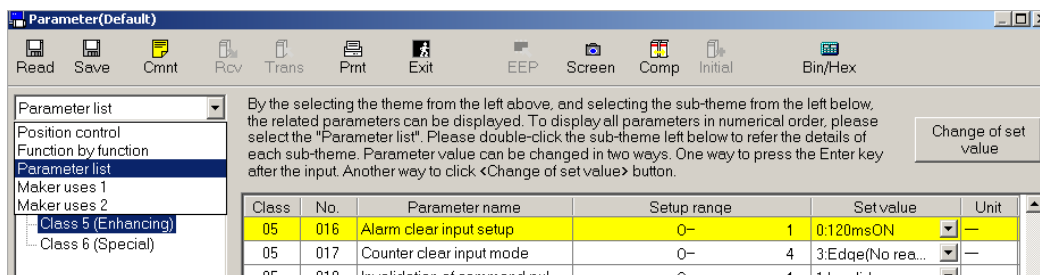 Parameter(Default)
Read Save Cmnt Rcv Trans Prnt Exit EEP Screen Comp Initial Bin/Hex
Parameter list
Position control
Function by function
Parameter list
Maker uses 1
Maker uses 2
Class 5 (Enhancing)
Class 6 (Special)
By the selecting the theme from the left above, and selecting the sub-theme from the left below,
the related parameters can be displayed. To display all parameters in numerical order, please
select the "Parameter list". Please double-click the sub-theme left below to refer the details of
each sub-theme. Parameter value can be changed in two ways. One way to press the Enter key
after the input. Another way to click <Change of set value> button.
Change of set
value
Class No. Parameter name Setup range Set value Unit
05 016 Alarm clear input setup 0– 1 0:120msON —
05 017 Counter clear input mode 0– 4 3:Edge(No rea... —